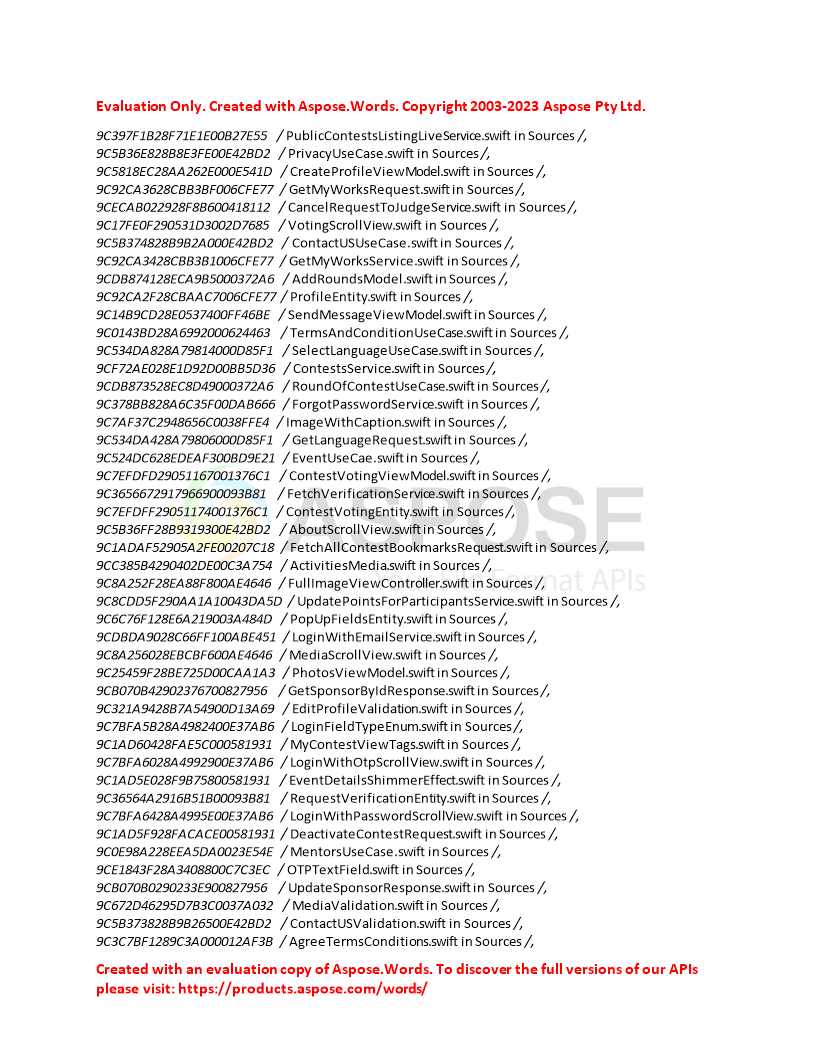 Evaluation Only. Created with Aspose.Words. Copyright 2003-2023 Aspose Pty Ltd.
9C397F1B28F71E1E00B27E55 / PublicContestsListingLiveService.swift in Sources /,
9C5B36E828B8E3FE00E42BD2 / PrivacyUseCase.swift in Sources /,
9C5818EC28AA262E000E541D / CreateProfileViewModel.swift in Sources /,
9C92CA3628CBB3BF006CFE77 / GetMyWorksRequest.swift in Sources /,
9CECAB022928F8B600418112 / CancelRequestToJudgeService.swift in Sources /,
9C17FE0F290531D3002D7685 / VotingScrollView.swift in Sources /,
9C5B374828B9B2A000E42BD2 / ContactUSUseCase.swift in Sources /,
9C92CA3428CBB3B1006CFE77 / GetMyWorksService.swift in Sources /,
9CDB874128ECA9B5000372A6 / AddRoundsModel.swift in Sources /,
9C92CA2F28CBAAC7006CFE77 / ProfileEntity.swift in Sources /,
9C14B9CD28E0537400FF46BE / SendMessageViewModel.swift in Sources /,
9C0143BD28A6992000624463 / TermsAndConditionUseCase.swift in Sources /,
9C534DA828A79814000D85F1 / SelectLanguageUseCase.swift in Sources /,
9CF72AE028E1D92D00BB5D36 / ContestsService.swift in Sources /,
9CDB873528EC8D49000372A6 / RoundOfContestUseCase.swift in Sources /,
9C378BB828A6C35F00DAB666 / ForgotPasswordService.swift in Sources /,
9C7AF37C2948656C0038FFE4 / ImageWithCaption.swift in Sources /,
9C534DA428A79806000D85F1 / GetLanguageRequest.swift in Sources /,
9C524DC628EDEAF300BD9E21 / EventUseCae.swift in Sources /,
9C7EFDFD29051167001376C1 / ContestVotingViewModel.swift in Sources /,
9C3656672917966900093B81 / FetchVerificationService.swift in Sources /,
9C7EFDFF29051174001376C1 / ContestVotingEntity.swift in Sources /,
9C5B36FF28B9319300E42BD2 / AboutScrollView.swift in Sources /,
9C1ADAF52905A2FE00207C18 / FetchAllContestBookmarksRequest.swift in Sources /,
9CC385B4290402DE00C3A754 / ActivitiesMedia.swift in Sources /,
9C8A252F28EA88F800AE4646 / FullImageViewController.swift in Sources /,
9C8CDD5F290AA1A10043DA5D / UpdatePointsForParticipantsService.swift in Sources /,
9C6C76F128E6A219003A484D / PopUpFieldsEntity.swift in Sources /,
9CDBDA9028C66FF100ABE451 / LoginWithEmailService.swift in Sources /,
9C8A256028EBCBF600AE4646 / MediaScrollView.swift in Sources /,
9C25459F28BE725D00CAA1A3 / PhotosViewModel.swift in Sources /,
9CB070B42902376700827956 / GetSponsorByIdResponse.swift in Sources /,
9C321A9428B7A54900D13A69 / EditProfileValidation.swift in Sources /,
9C7BFA5B28A4982400E37AB6 / LoginFieldTypeEnum.swift in Sources /,
9C1AD60428FAE5C000581931 / MyContestViewTags.swift in Sources /,
9C7BFA6028A4992900E37AB6 / LoginWithOtpScrollView.swift in Sources /,
9C1AD5E028F9B75800581931 / EventDetailsShimmerEffect.swift in Sources /,
9C36564A2916B51B00093B81 / RequestVerificationEntity.swift in Sources /,
9C7BFA6428A4995E00E37AB6 / LoginWithPasswordScrollView.swift in Sources /,
9C1AD5F928FACACE00581931 / DeactivateContestRequest.swift in Sources /,
9C0E98A228EEA5DA0023E54E / MentorsUseCase.swift in Sources /,
9CE1843F28A3408800C7C3EC / OTPTextField.swift in Sources /,
9CB070B0290233E900827956 / UpdateSponsorResponse.swift in Sources /,
9C672D46295D7B3C0037A032 / MediaValidation.swift in Sources /,
9C5B373828B9B26500E42BD2 / ContactUSValidation.swift in Sources /,
9C3C7BF1289C3A000012AF3B / AgreeTermsConditions.swift in Sources /,
ASPOSE
Your File Format APIs
Created with an evaluation copy of Aspose.Words. To discover the full versions of our APIs
please visit: https://products.aspose.com/words/